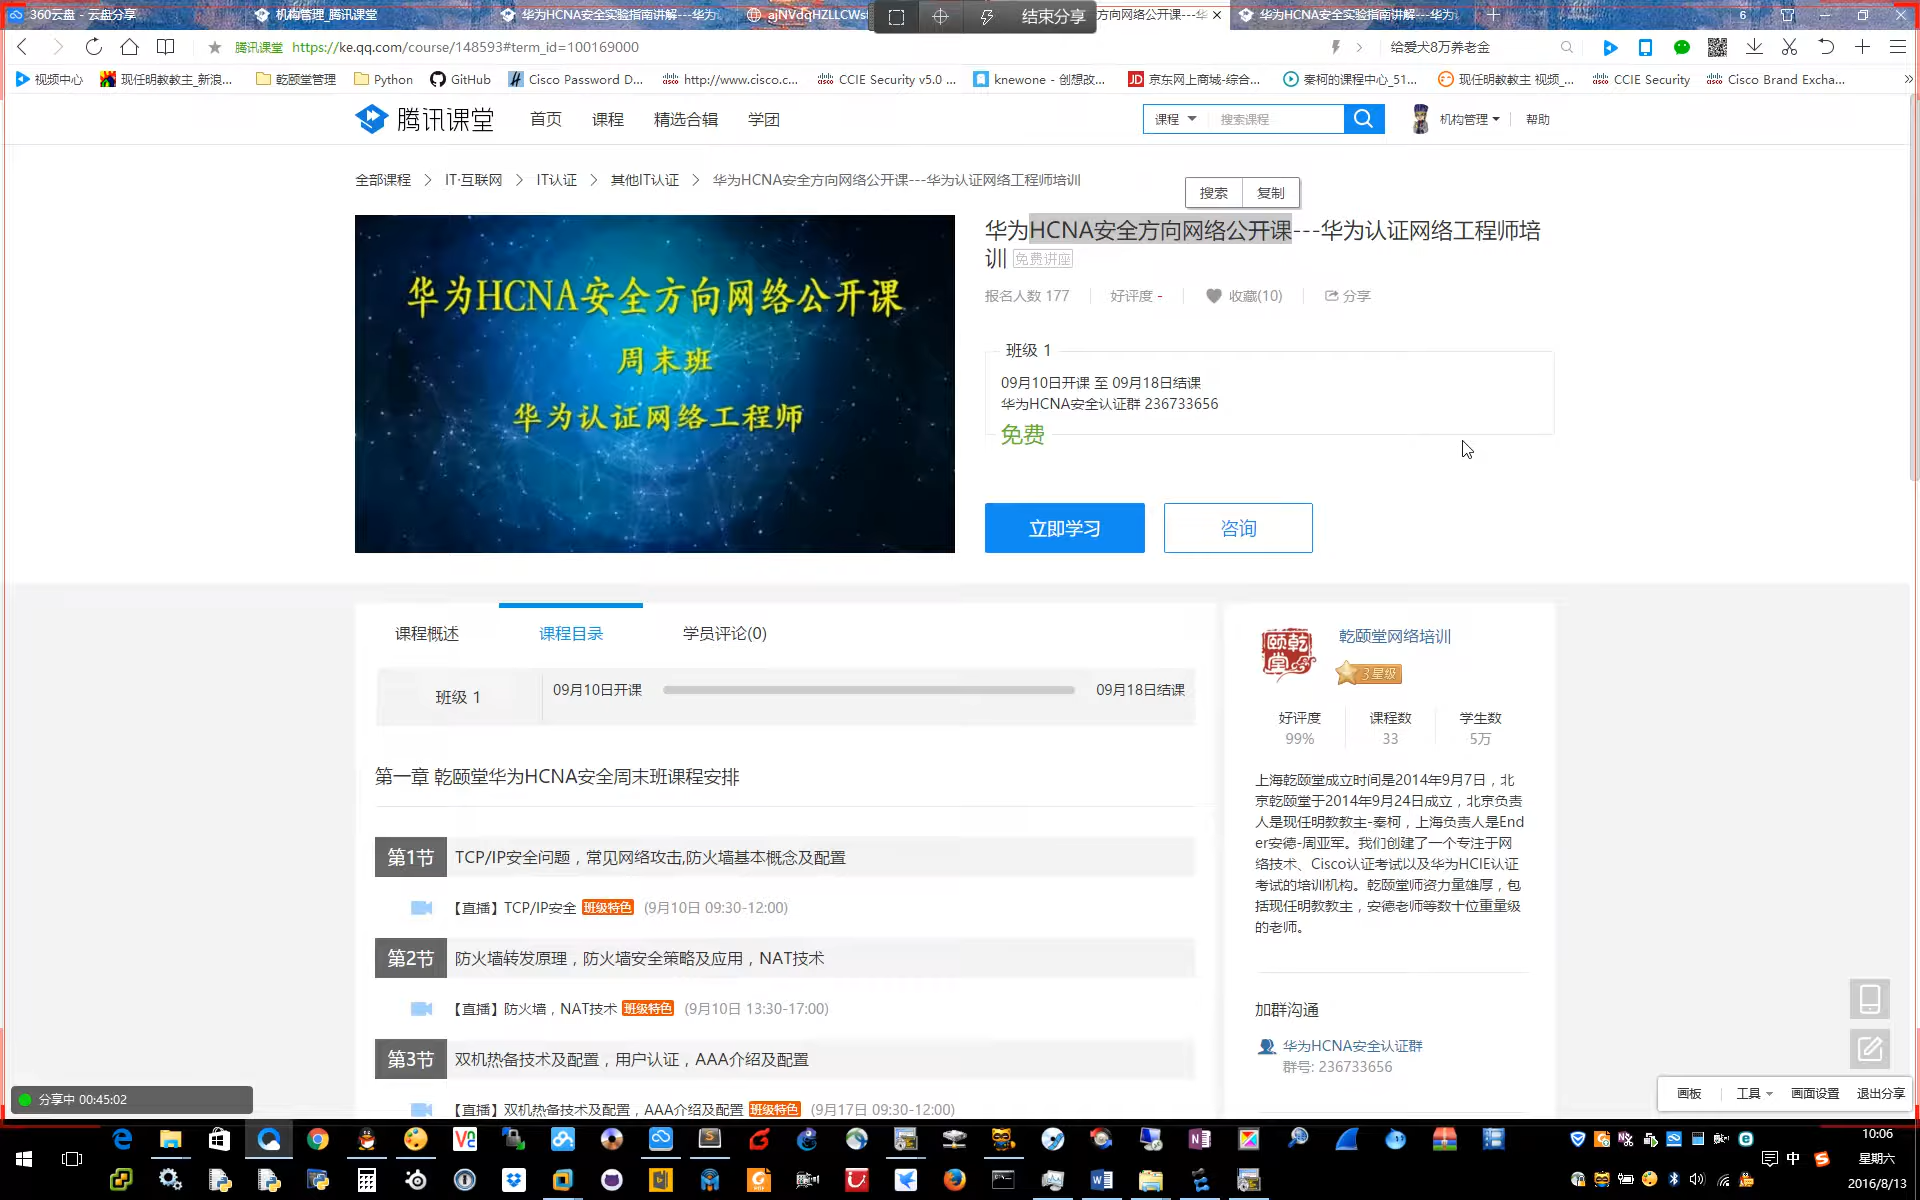 360云盘 - 云盘分享
机构管理_腾讯课堂
华为HCNA安全实验指南讲解---华为
ajNVdqHZLLCWs
结束分享
方向网络公开课---华
华为HCNA安全实验指南讲解---华为
6
腾讯课堂 https://ke.qq.com/course/148593#term_id=100169000
给爱犬8万养老金
视频中心
现任明教教主_新浪...
乾颐堂管理
Python
GitHub
Cisco Password D...
http://www.cisco.c...
CCIE Security v5.0 ...
knewone - 创想改...
京东网上商城-综合...
秦柯的课程中心_51...
现任明教教主 视频_...
CCIE Security
Cisco Brand Excha...
腾讯课堂
首页
课程
精选合辑
学团
课程
搜索课程
机构管理
帮助
全部课程 > IT·互联网 > IT认证 > 其他IT认证 > 华为HCNA安全方向网络公开课---华为认证网络工程师培训
搜索
复制
华为HCNA安全方向网络公开课
周末班
华为认证网络工程师
华为HCNA安全方向网络公开课---华为认证网络工程师培
训 免费讲座
报名人数 177
好评度 -
收藏(10)
分享
班级 1
09月10日开课 至 09月18日结课
华为HCNA安全认证群 236733656
免费
立即学习
咨询
课程概述
课程目录
学员评论(0)
班级 1
09月10日开课
09月18日结课
第一章 乾颐堂华为HCNA安全周末班课程安排
第1节 TCP/IP安全问题，常见网络攻击,防火墙基本概念及配置
【直播】TCP/IP安全 班级特色 (9月10日 09:30-12:00)
第2节 防火墙转发原理，防火墙安全策略及应用，NAT技术
【直播】防火墙，NAT技术 班级特色 (9月10日 13:30-17:00)
第3节 双机热备技术及配置，用户认证，AAA介绍及配置
【直播】双机热备技术及配置，AAA介绍及配置 班级特色 (9月17日 09:30-12:00)
乾颐堂
乾颐堂网络培训
3星级
好评度
课程数
学生数
99%
33
5万
上海乾颐堂成立时间是2014年9月7日，北
京乾颐堂于2014年9月24日成立，北京负责
人是现任明教教主-秦柯，上海负责人是End
er安德-周亚军。我们创建了一个专注于网
络技术、Cisco认证考试以及华为HCIE认证
考试的培训机构。乾颐堂师资力量雄厚，包
括现任明教教主，安德老师等数十位重量级
的老师。
加群沟通
华为HCNA安全认证群
群号: 236733656
分享中 00:45:02
画板
工具
画面设置
退出分享
10:06
中
星期六
2016/8/13